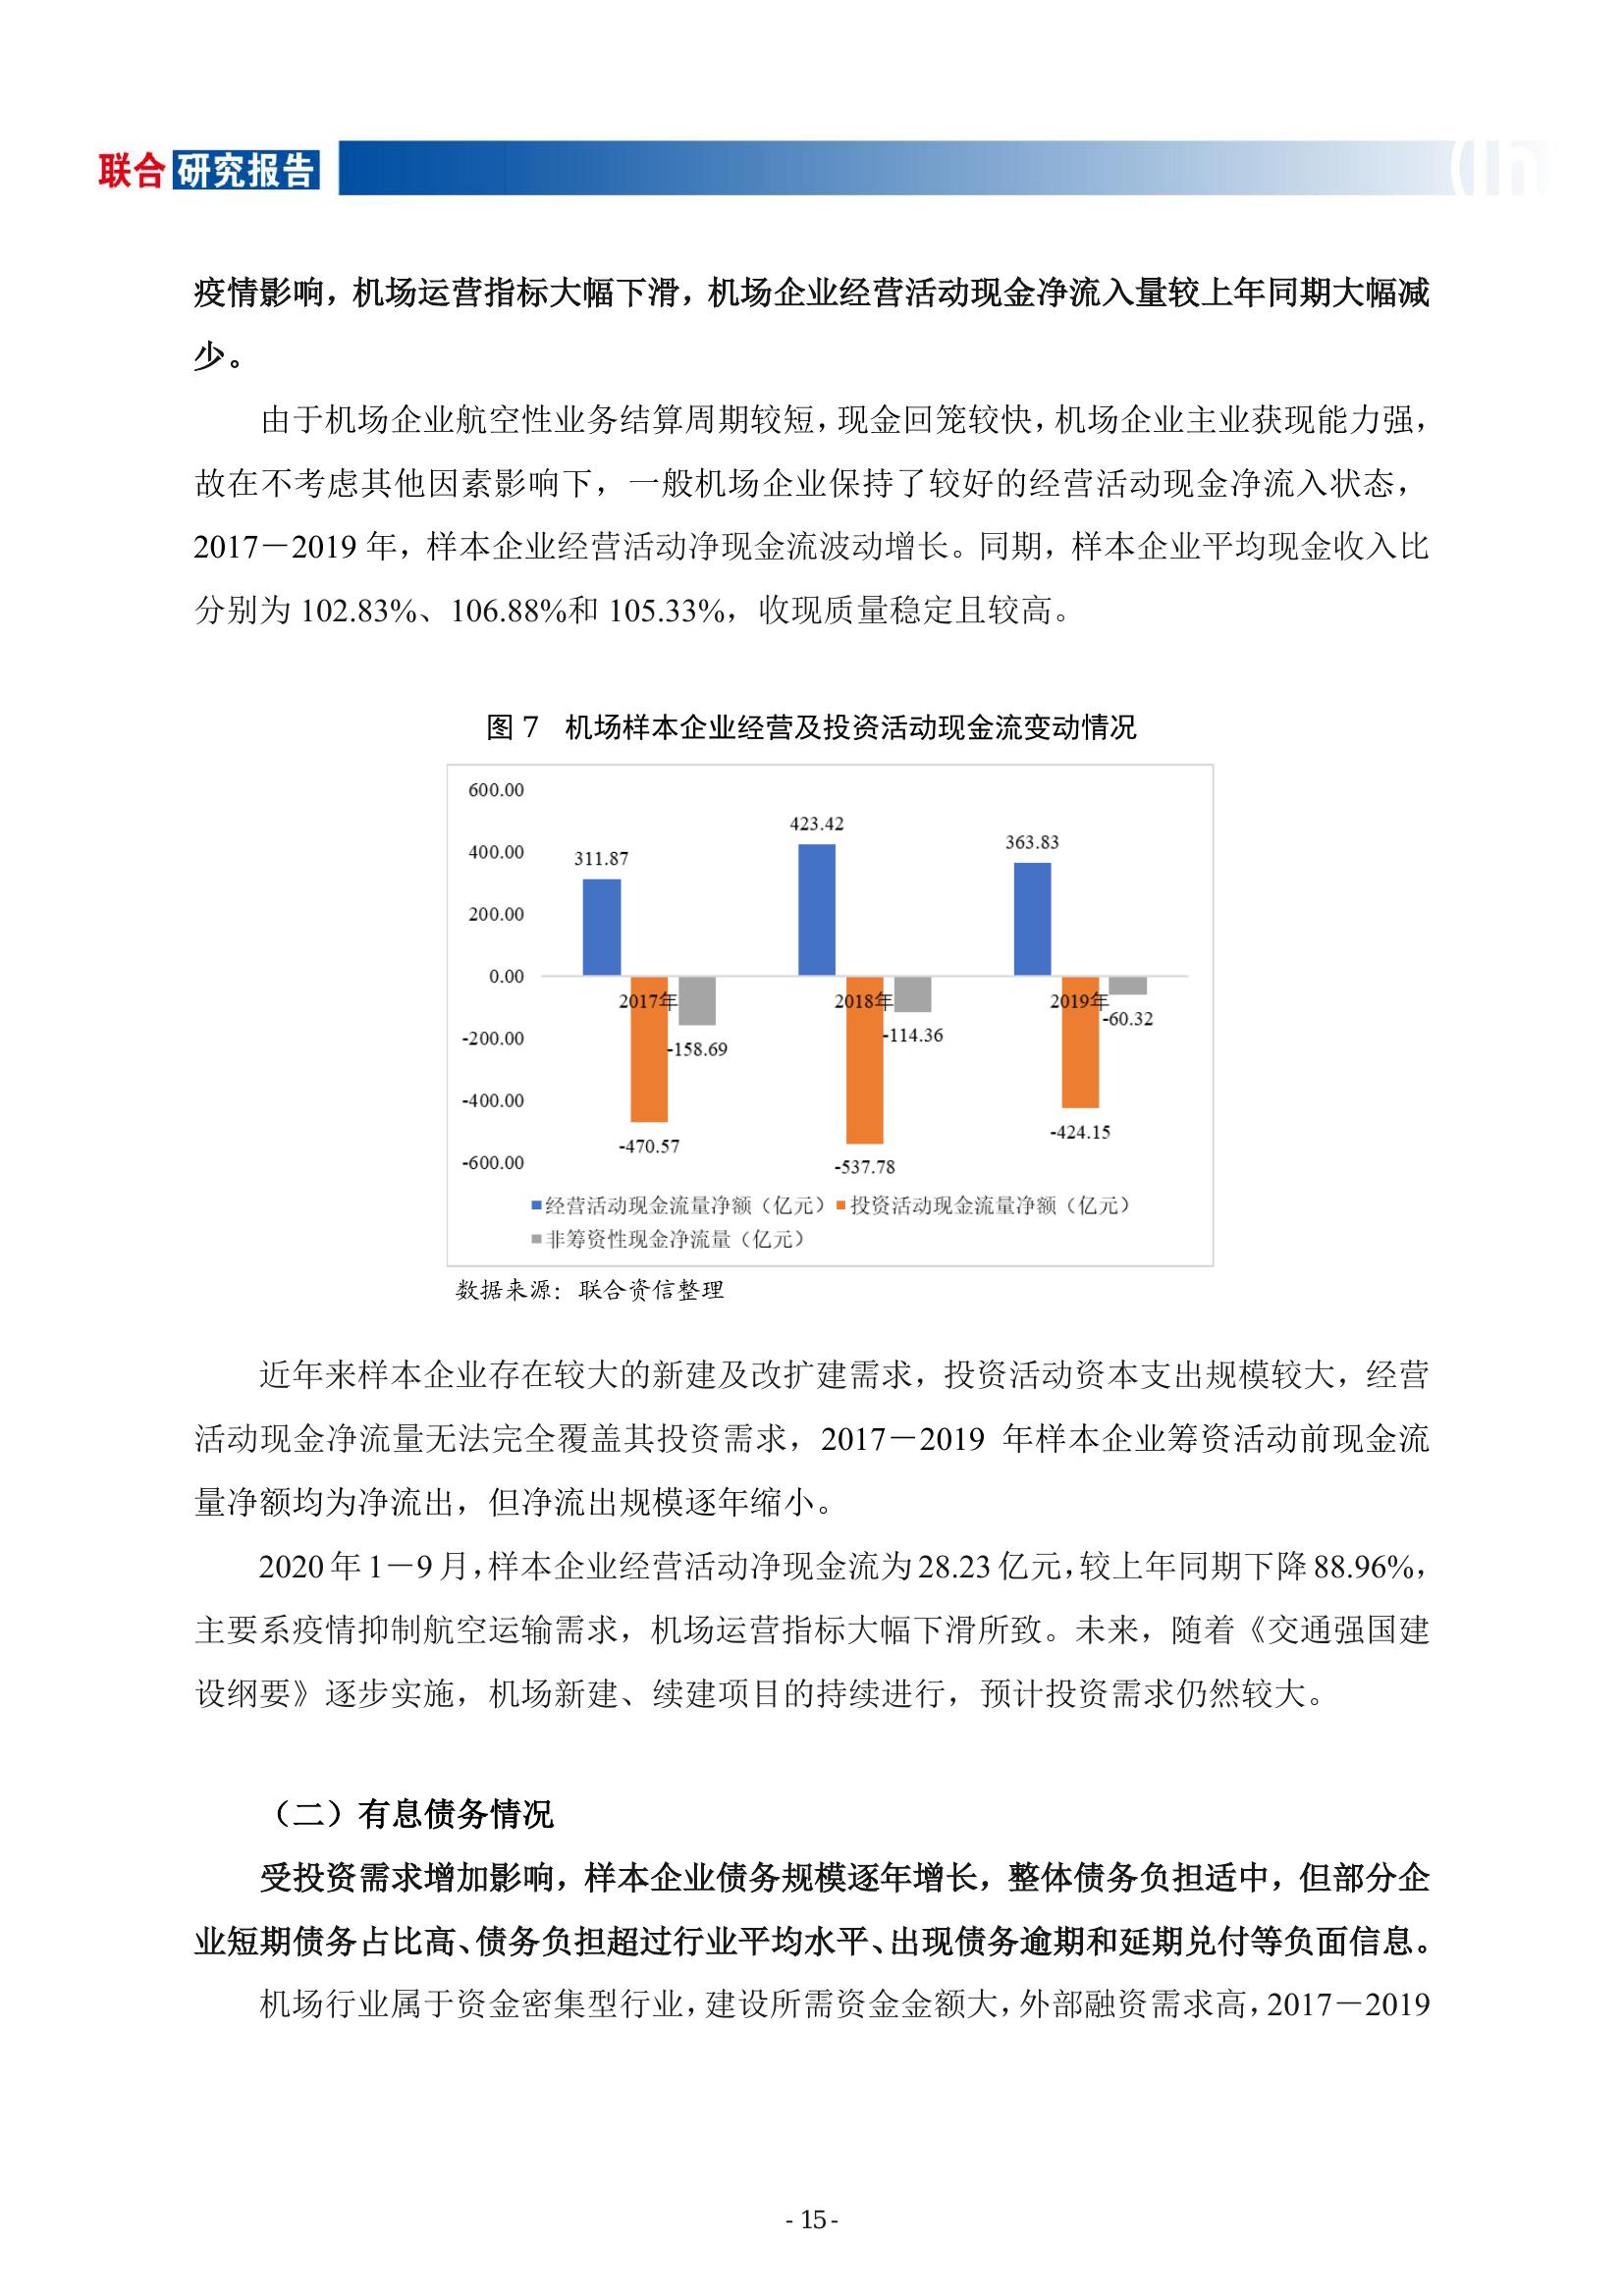 联合研究报告
疫情影响，机场运营指标大幅下滑，机场企业经营活动现金净流入量较上年同期大幅减
少。
由于机场企业航空性业务结算周期较短，现金回笼较快，机场企业主业获现能力强，
故在不考虑其他因素影响下，一般机场企业保持了较好的经营活动现金净流入状态，
2017－2019 年，样本企业经营活动净现金流波动增长。同期，样本企业平均现金收入比
分别为 102.83%、106.88%和 105.33%，收现质量稳定且较高。
图 7 机场样本企业经营及投资活动现金流变动情况
600.00
400.00
200.00
0.00
-200.00
-400.00
-600.00
311.87
423.42
363.83
2017年
2018年
2019年
-158.69
-114.36
-60.32
-470.57
-537.78
-424.15
经营活动现金流量净额（亿元） 投资活动现金流量净额（亿元）
非筹资性现金净流量（亿元）
数据来源：联合资信整理
近年来样本企业存在较大的新建及改扩建需求，投资活动资本支出规模较大，经营
活动现金净流量无法完全覆盖其投资需求，2017－2019 年样本企业筹资活动前现金流
量净额均为净流出，但净流出规模逐年缩小。
2020 年 1－9 月，样本企业经营活动净现金流为 28.23 亿元，较上年同期下降 88.96%，
主要系疫情抑制航空运输需求，机场运营指标大幅下滑所致。未来，随着《交通强国建
设纲要》逐步实施，机场新建、续建项目的持续进行，预计投资需求仍然较大。
（二）有息债务情况
受投资需求增加影响，样本企业债务规模逐年增长，整体债务负担适中，但部分企
业短期债务占比高、债务负担超过行业平均水平、出现债务逾期和延期兑付等负面信息。
机场行业属于资金密集型行业，建设所需资金金额大，外部融资需求高，2017－2019
- 15 -